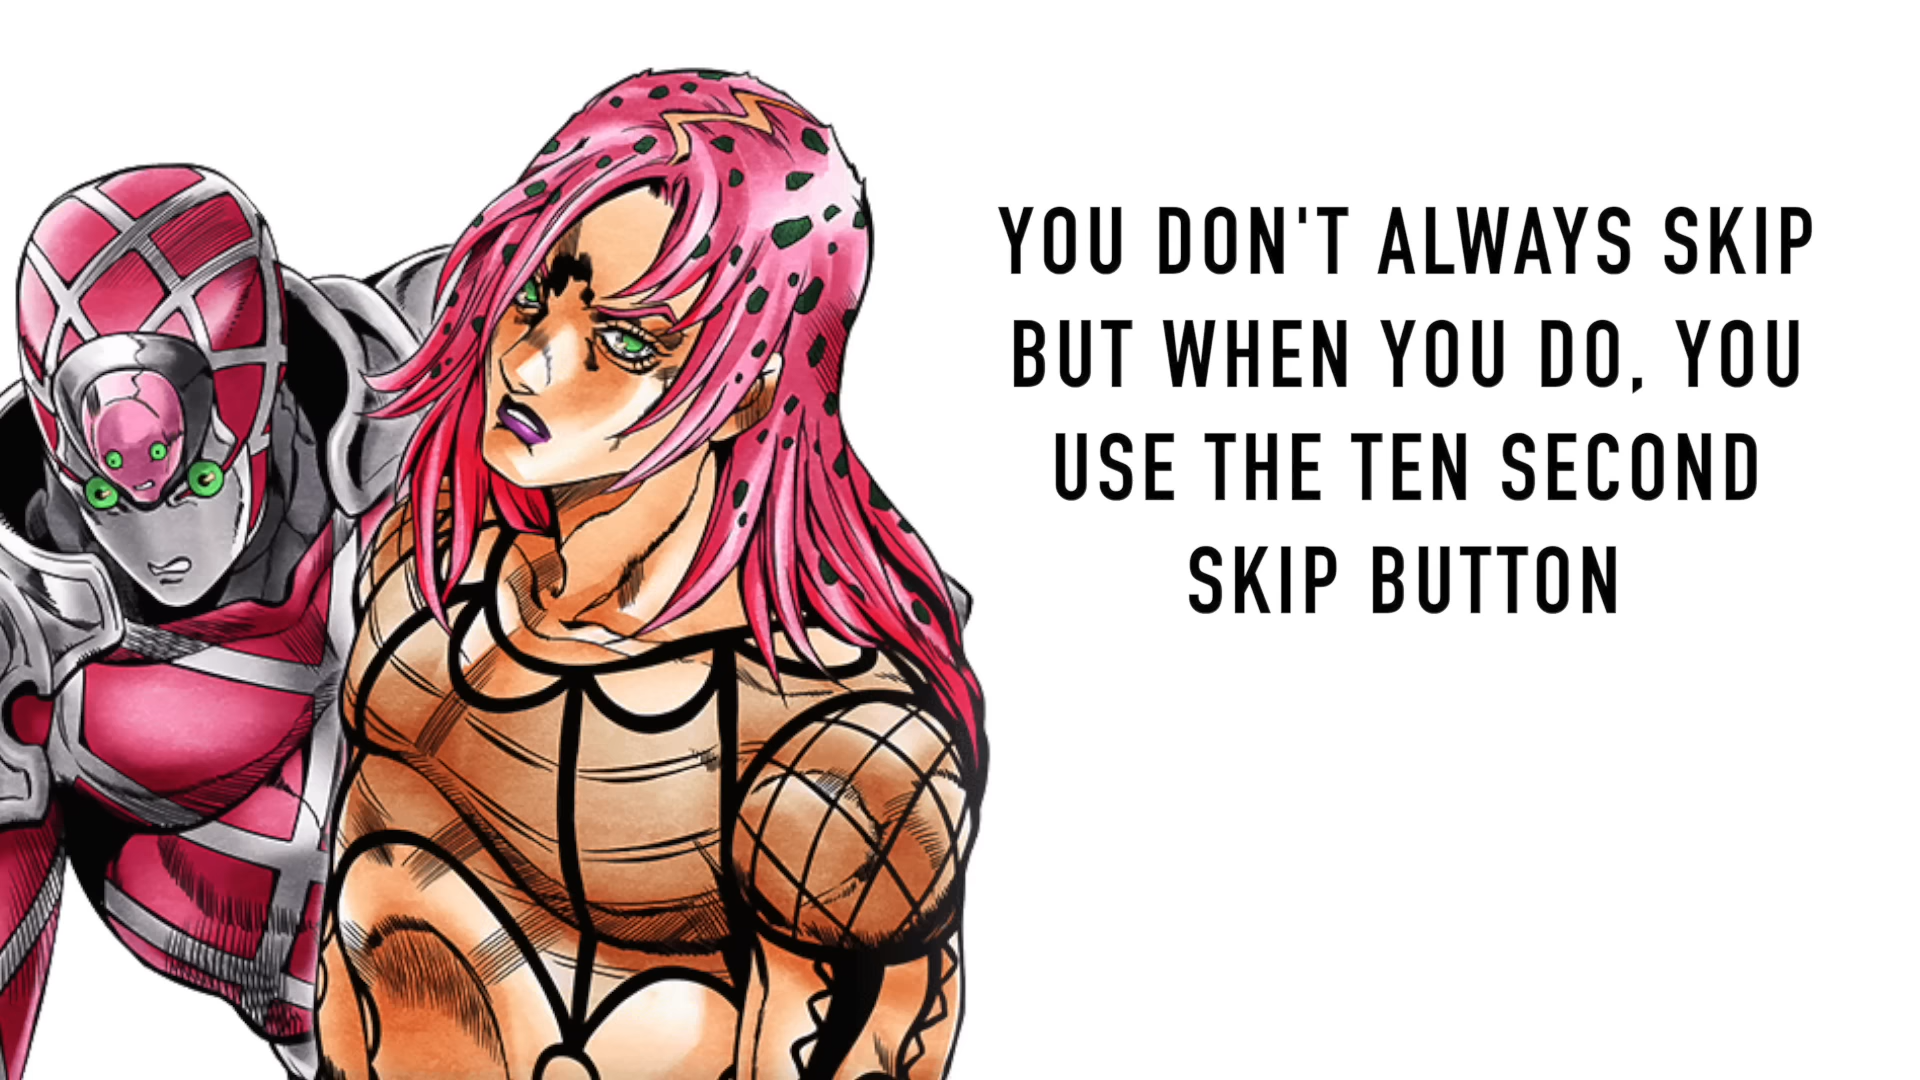 YOU DON'T ALWAYS SKIP
BUT WHEN YOU DO, YOU
USE THE TEN SECOND
SKIP BUTTON